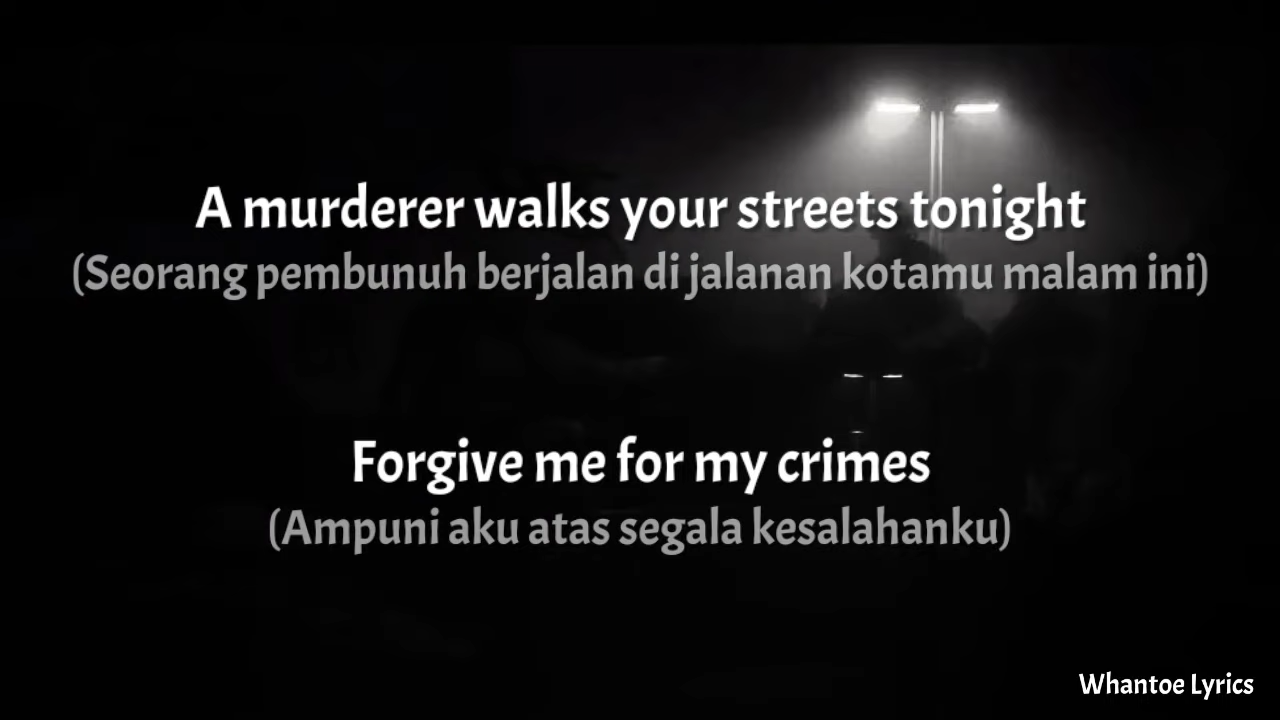 A murderer walks your streets tonight
(Seorang pembunuh berjalan di jalanan kotamu malam ini)
Forgive me for my crimes
(Ampuni aku atas segala kesalahanku)
Whantoe Lyrics